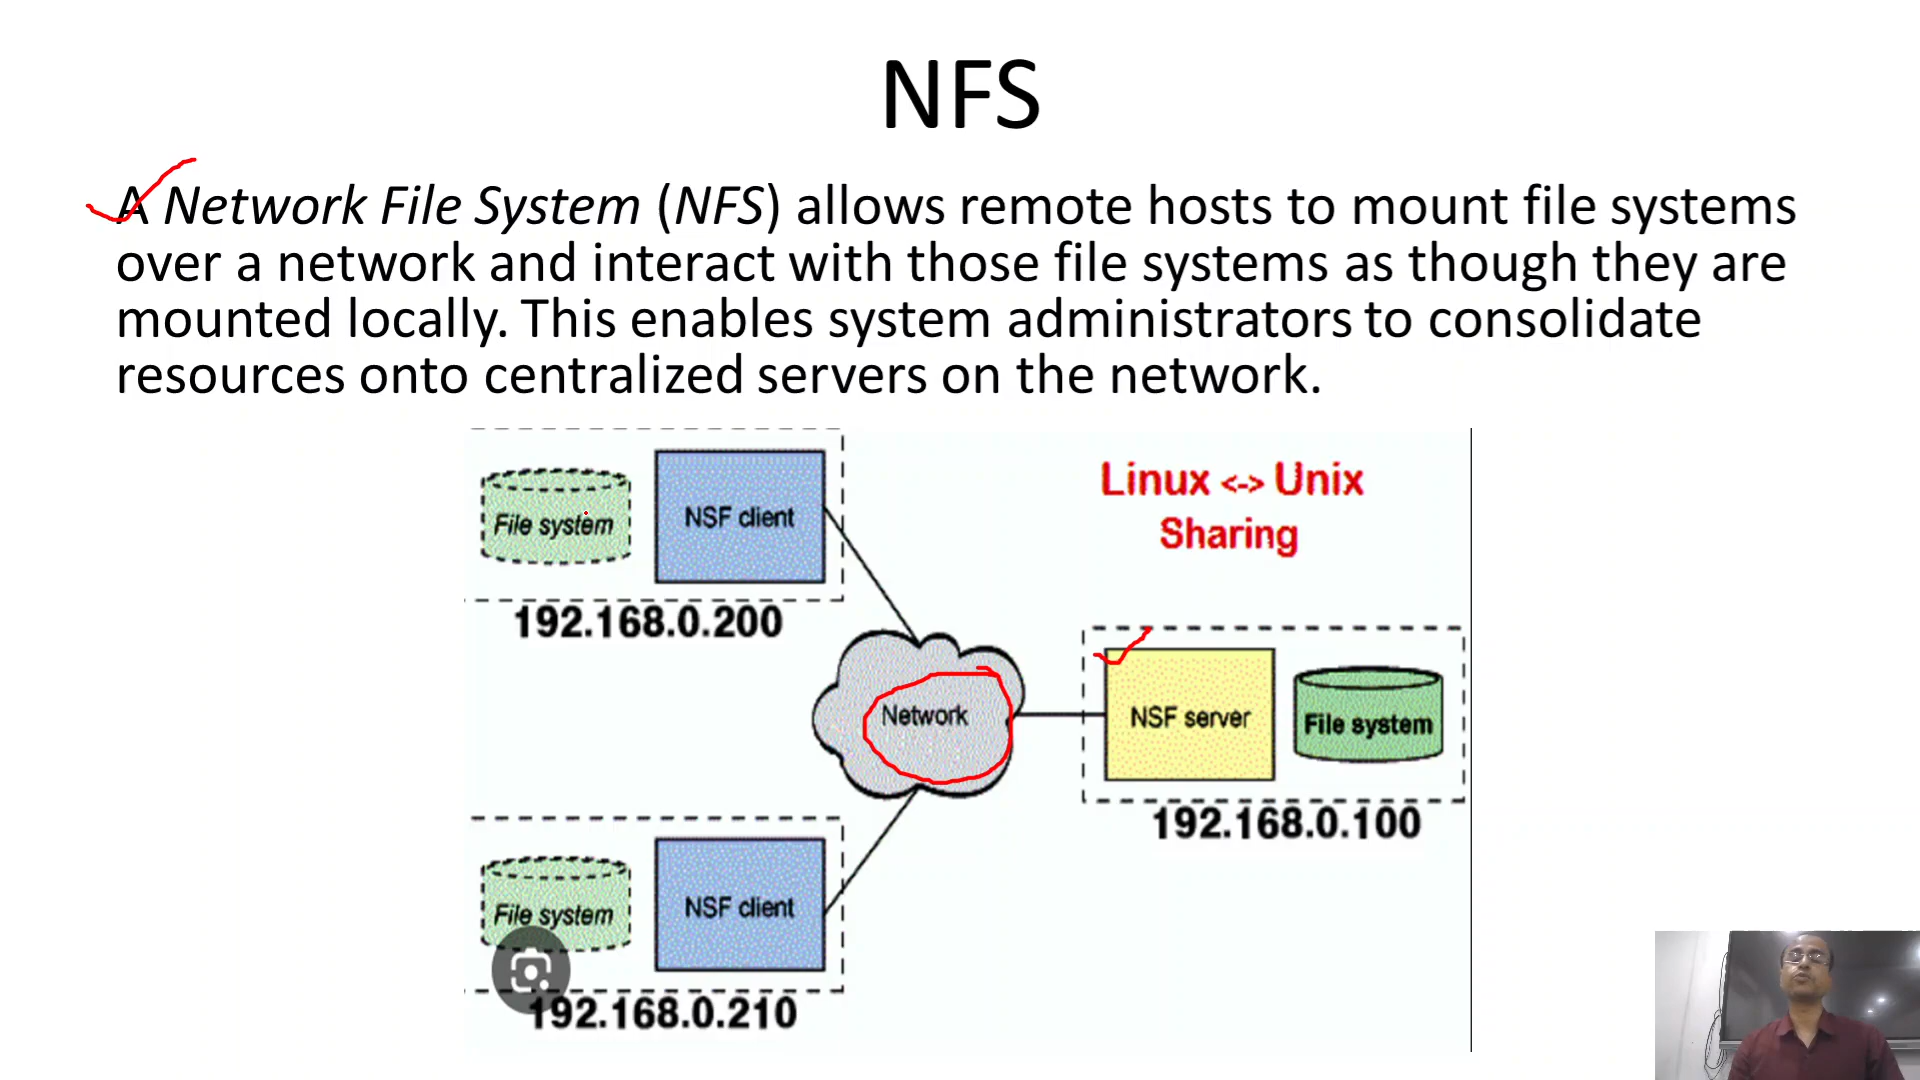 NFS
A Network File System (NFS) allows remote hosts to mount file systems
over a network and interact with those file systems as though they are
mounted locally. This enables system administrators to consolidate
resources onto centralized servers on the network.
File system
NSF client
192.168.0.200
Linux <-> Unix
Sharing
Network
NSF server
File system
192.168.0.100
File system
NSF client
192.168.0.210